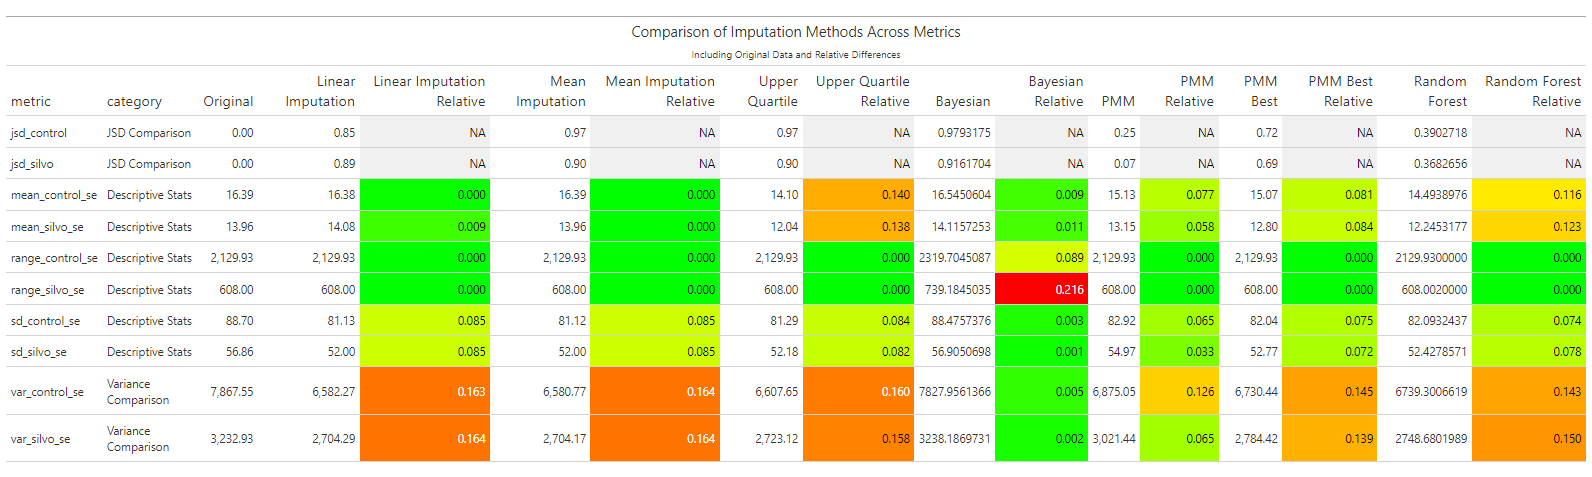 Comparison of Imputation Methods Across Metrics
Including Original Data and Relative Differences
metric category Original Linear Imputation Linear Imputation Relative Mean Imputation Mean Imputation Relative Upper Quartile Upper Quartile Relative Bayesian Bayesian Relative PMM PMM Relative PMM Best PMM Best Relative Random Forest Random Forest Relative
jsd_control JSD Comparison 0.00 0.85 NA 0.97 NA 0.97 NA 0.9793175 NA 0.25 NA 0.72 NA 0.3902718 NA
jsd_silvo JSD Comparison 0.00 0.89 NA 0.90 NA 0.90 NA 0.9161704 NA 0.07 NA 0.69 NA 0.3682656 NA
mean_control_se Descriptive Stats 16.39 16.38 0.000 16.39 0.000 14.10 0.140 16.5450604 0.009 15.13 0.077 15.07 0.081 14.4938976 0.116
mean_silvo_se Descriptive Stats 13.96 14.08 0.009 13.96 0.000 12.04 0.138 14.1157253 0.011 13.15 0.058 12.80 0.084 12.2453177 0.123
range_control_se Descriptive Stats 2,129.93 2,129.93 0.000 2,129.93 0.000 2,129.93 0.000 2319.7045087 0.089 2,129.93 0.000 2,129.93 0.000 2129.9300000 0.000
range_silvo_se Descriptive Stats 608.00 608.00 0.000 608.00 0.000 608.00 0.000 739.1845035 0.216 608.00 0.000 608.00 0.000 608.0020000 0.000
sd_control_se Descriptive Stats 88.70 81.13 0.085 81.12 0.085 81.29 0.084 88.4757376 0.003 82.92 0.065 82.04 0.075 82.0932437 0.074
sd_silvo_se Descriptive Stats 56.86 52.00 0.085 52.00 0.085 52.18 0.082 56.9050698 0.001 54.97 0.033 52.77 0.072 52.4278571 0.078
var_control_se Variance Comparison 7,867.55 6,582.27 0.163 6,580.77 0.164 6,607.65 0.160 7827.9561366 0.005 6,875.05 0.126 6,730.44 0.145 6739.3006619 0.143
var_silvo_se Variance Comparison 3,232.93 2,704.29 0.164 2,704.17 0.164 2,723.12 0.158 3238.1869731 0.002 3,021.44 0.065 2,784.42 0.139 2748.6801989 0.150